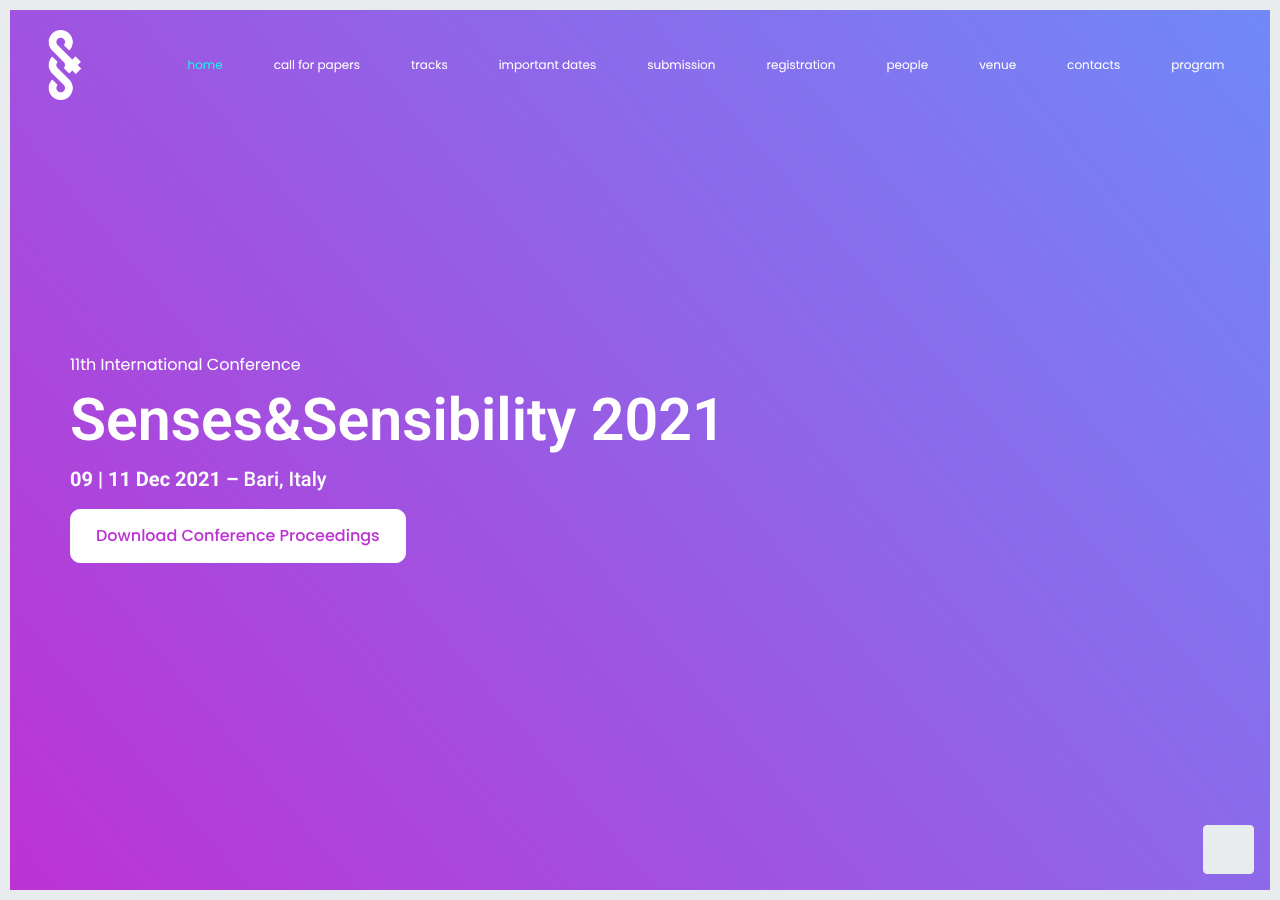 home
call for papers
tracks
important dates
submission
registration
people
venue
contacts
program
11th International Conference
Senses&Sensibility 2021
09 | 11 Dec 2021 – Bari, Italy
Download Conference Proceedings